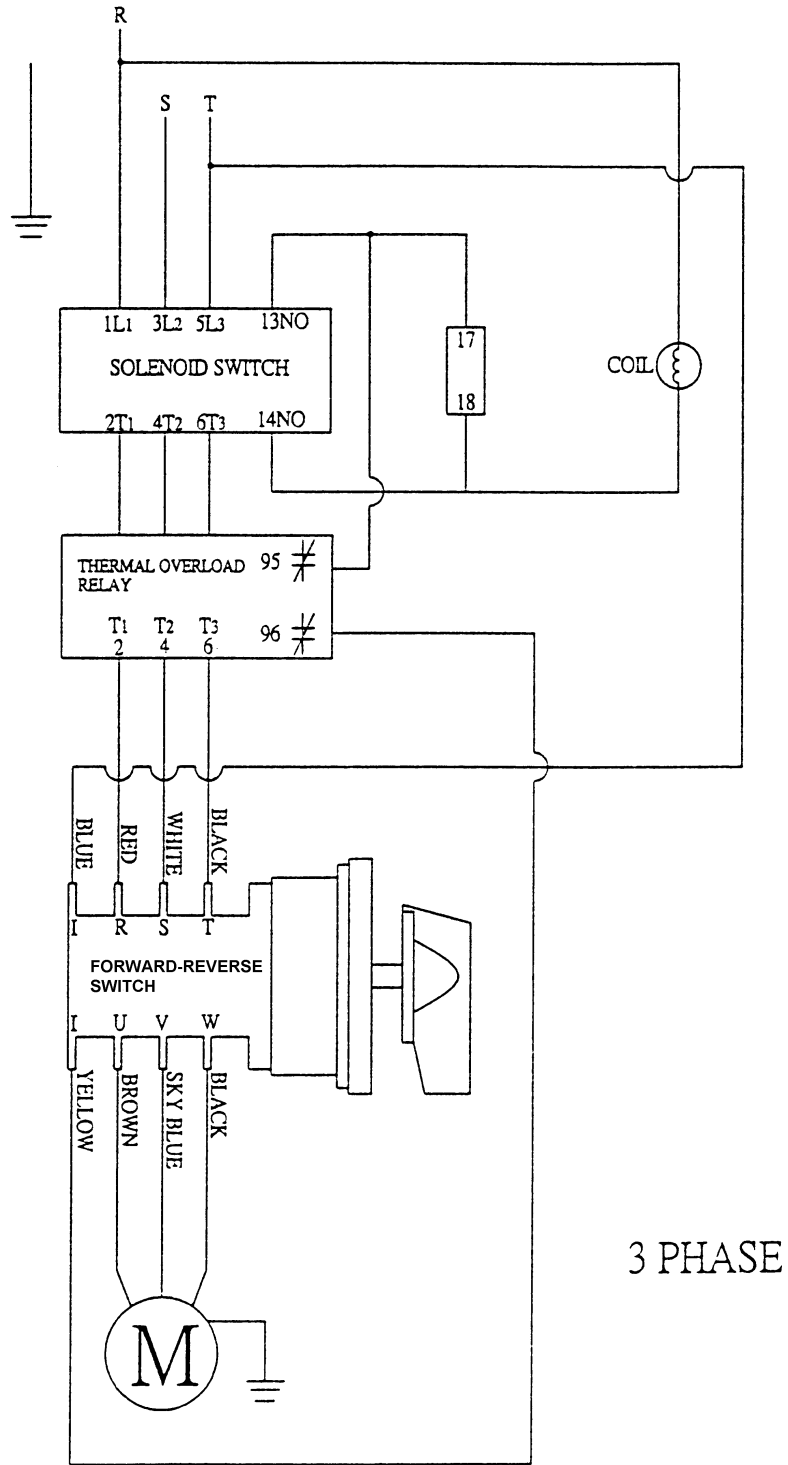 R
S T
1L1 3L2 5L3 13NO
SOLENOID SWITCH
2T1 4T2 6T3 14NO
17
18
COIL
THERMAL OVERLOAD
RELAY
95
T1 T2 T3
2 4 6
96
BLUE
RED
WHITE
BLACK
I R S T
FORWARD-REVERSE
SWITCH
I U V W
YELLOW
BROWN
SKY BLUE
BLACK
M
3 PHASE